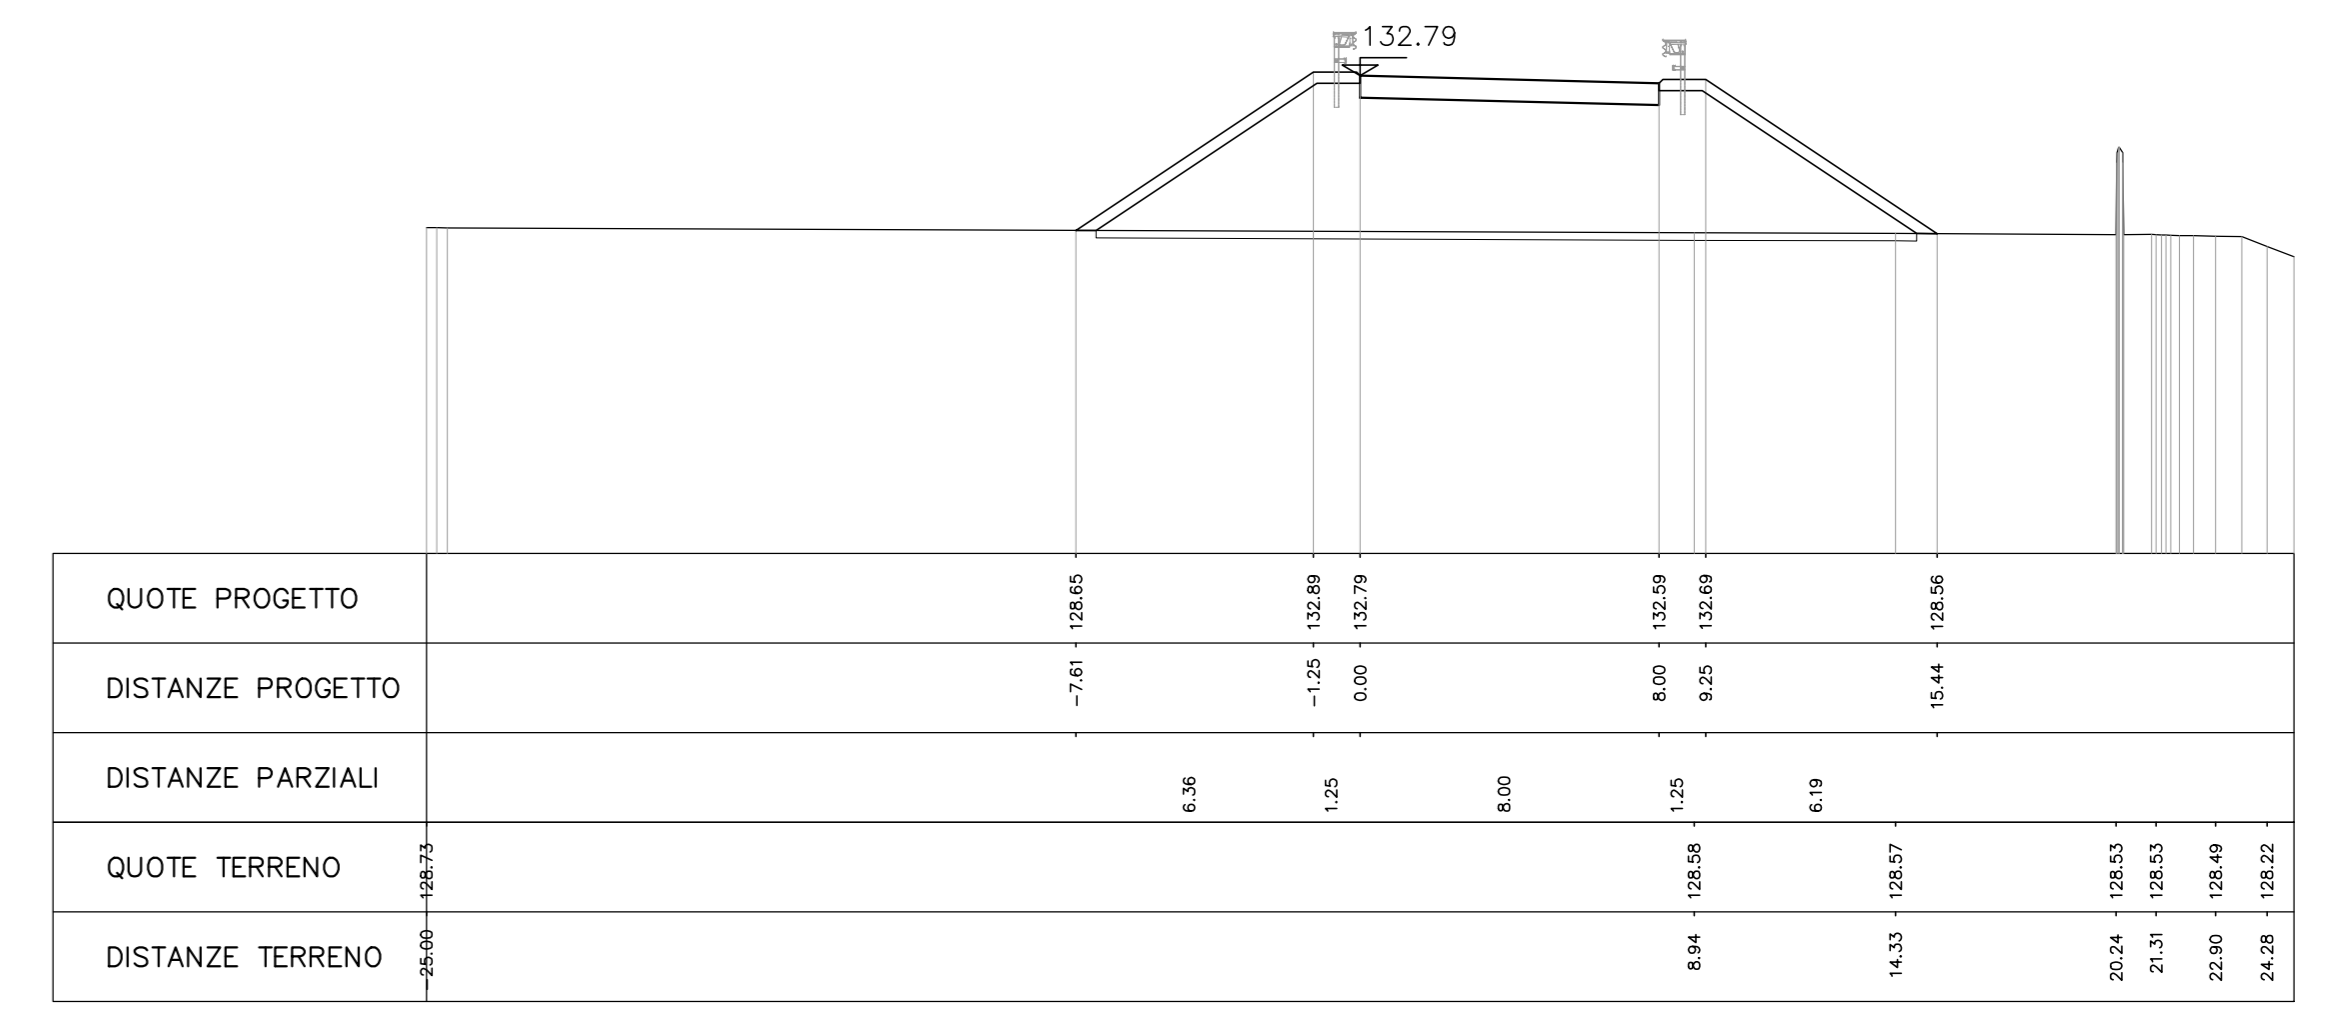 132.79
QUOTE PROGETTO 128.65 132.89 132.79 132.59 132.69 128.56
DISTANZE PROGETTO -7.61 -1.25 0.00 8.00 9.25 15.44
DISTANZE PARZIALI 6.36 1.25 8.00 1.25 6.19
QUOTE TERRENO 128.73 128.58 128.57 128.53 128.53 128.49 128.22
DISTANZE TERRENO -25.00 8.94 14.33 20.24 21.31 22.90 24.28